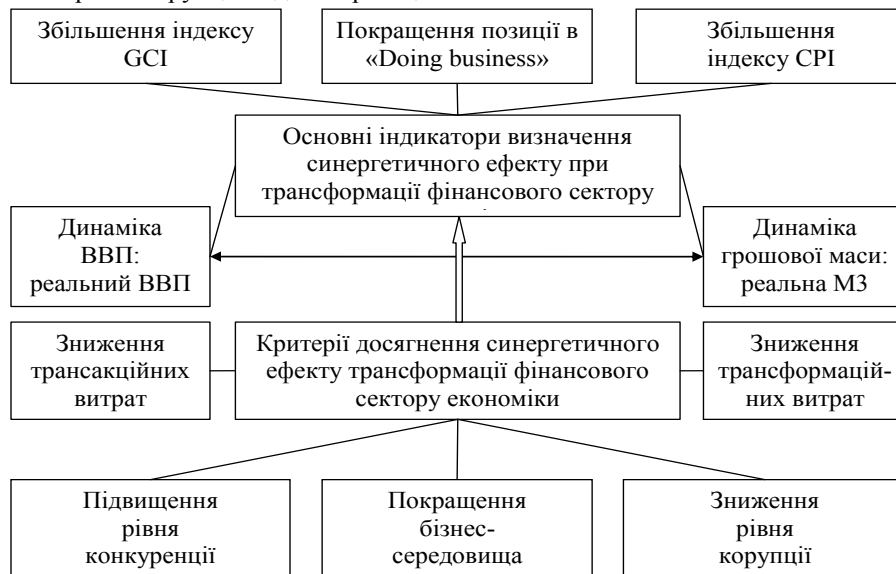 Збільшення індексу
GCI
Покращення позиції в
«Doing business»
Збільшення
індексу CPI
Основні індикатори визначення
синергетичного ефекту при
трансформації фінансового сектору
Динаміка
ВВП:
реальний ВВП
Динаміка
грошової маси:
реальна М3
Зниження
трансакційних
витрат
Критерії досягнення синергетичного
ефекту трансформації фінансового
сектору економіки
Зниження
трансформацій-
них витрат
Підвищення
рівня
конкуренції
Покращення
бізнес-
середовища
Зниження
рівня
корупції